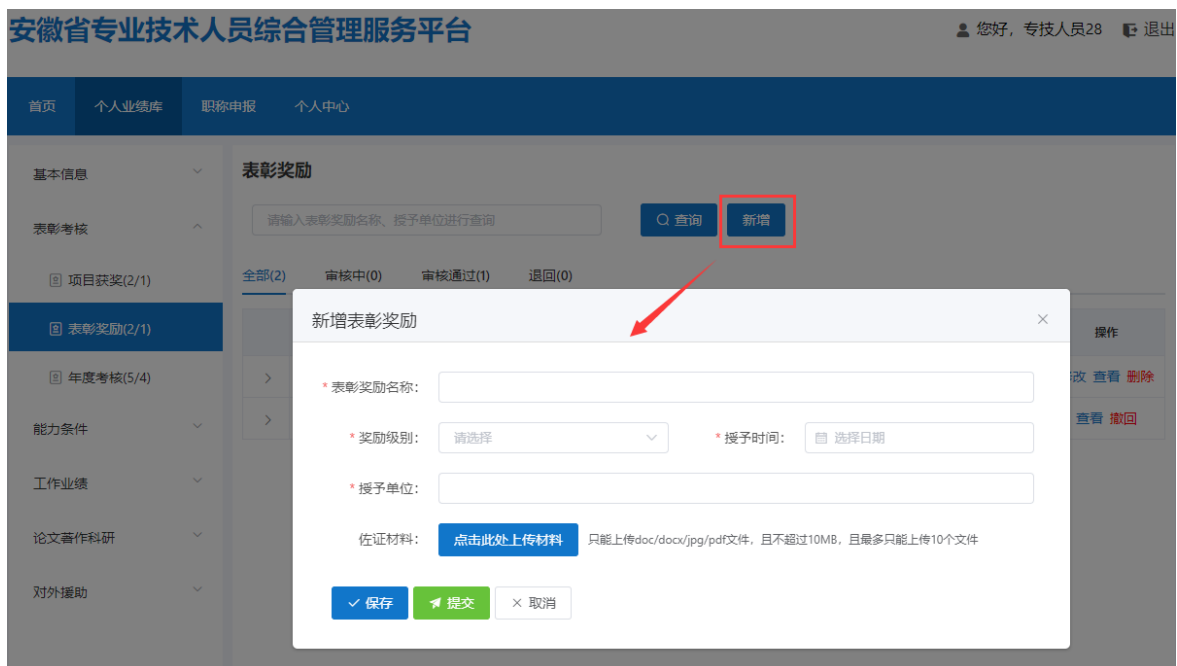 安徽省专业技术人员综合管理服务平台
您好，专技人员28 退出
首页 个人业绩库 职称申报 个人中心
基本信息
表彰考核
项目获奖(2/1)
表彰奖励(2/1)
年度考核(5/4)
能力条件
工作业绩
论文著作科研
对外援助
表彰奖励
请输入表彰奖励名称、授予单位进行查询 查询 新增
全部(2) 审核中(0) 审核通过(1) 退回(0)
操作
改 查看 删除
查看 撤回
新增表彰奖励
*表彰奖励名称：
*奖励级别： 请选择 *授予时间： 选择日期
*授予单位：
佐证材料： 点击此处上传材料 只能上传doc/docx/jpg/pdf文件，且不超过10MB，且最多只能上传10个文件
保存 提交 取消